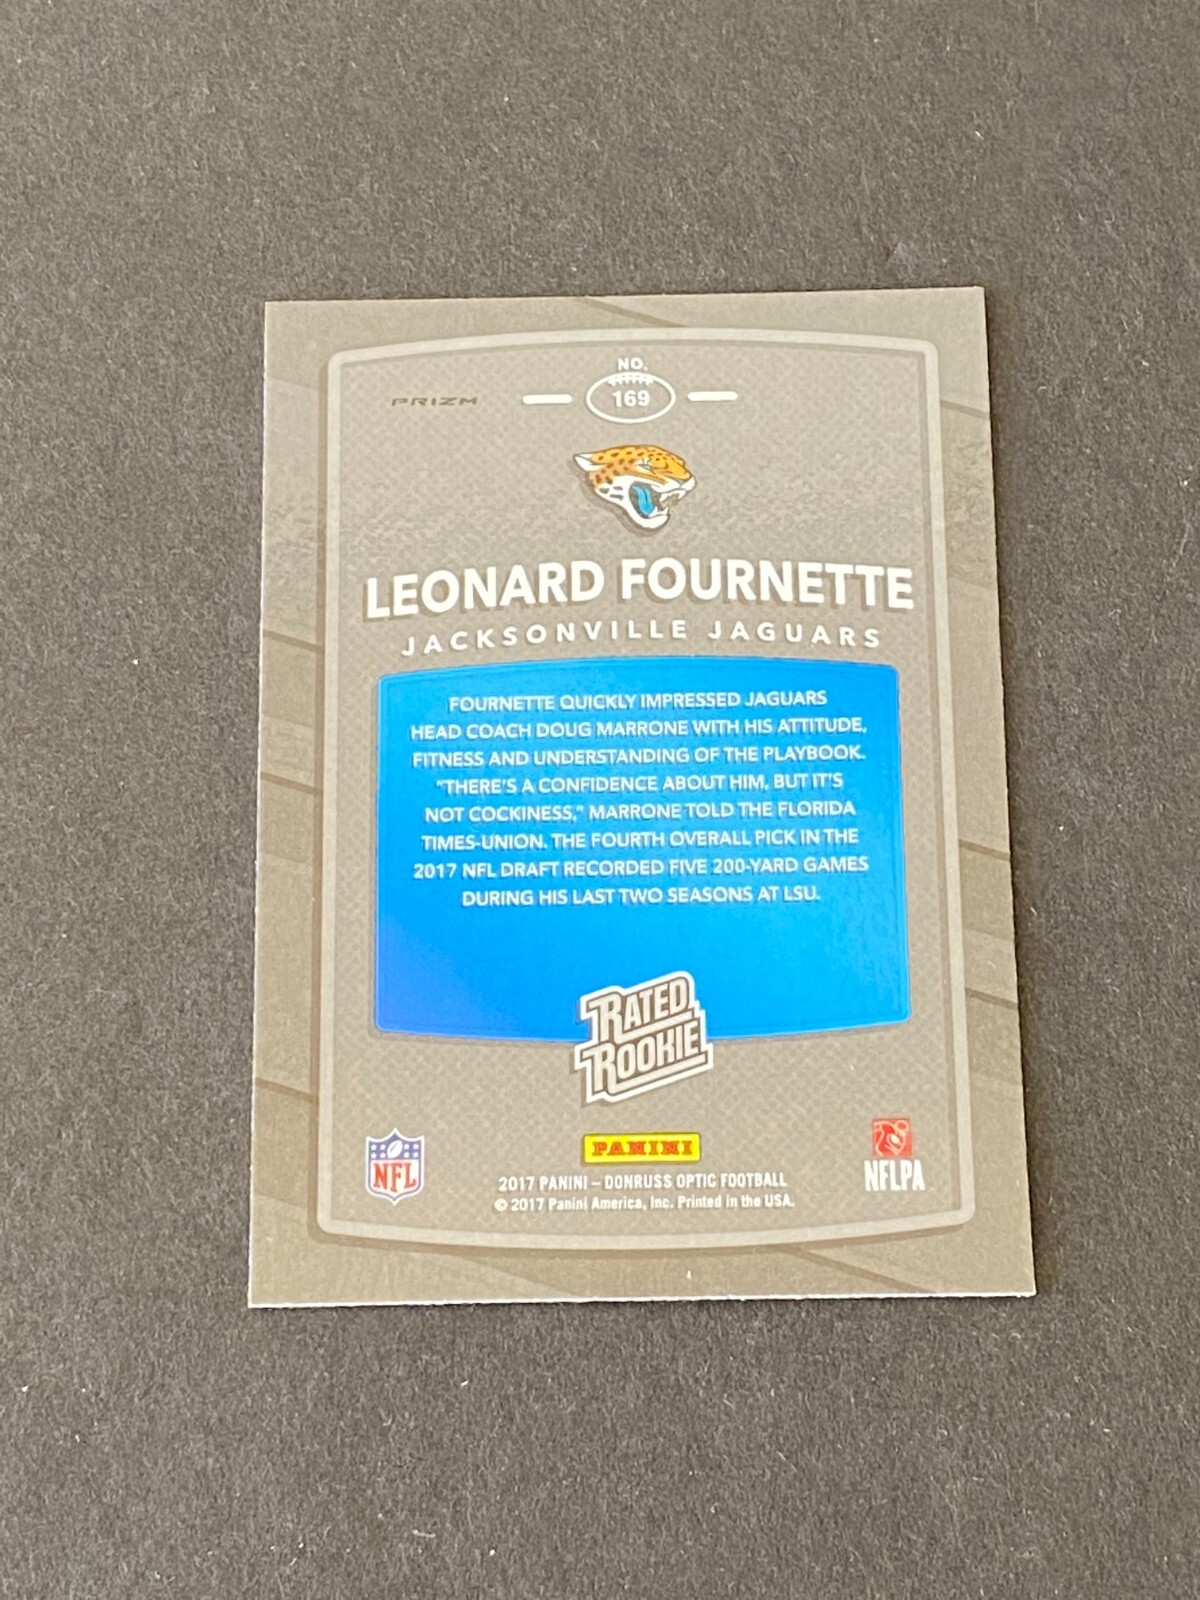 NO.
PRIZM
169
LEONARD FOURNETTE
JACKSONVILLE JAGUARS
FOURNETTE QUICKLY IMPRESSED JAGUARS
HEAD COACH DOUG MARRONE WITH HIS ATTITUDE,
FITNESS AND UNDERSTANDING OF THE PLAYBOOK.
"THERE'S A CONFIDENCE ABOUT HIM, BUT IT'S
NOT COCKINESS," MARRONE TOLD THE FLORIDA
TIMES-UNION. THE FOURTH OVERALL PICK IN THE
2017 NFL DRAFT RECORDED FIVE 200-YARD GAMES
DURING HIS LAST TWO SEASONS AT LSU.
RATED
ROOKIE
NFL
PANINI
NFLPA
2017 PANINI – DONRUSS OPTIC FOOTBALL
© 2017 Panini America, Inc. Printed in the USA.